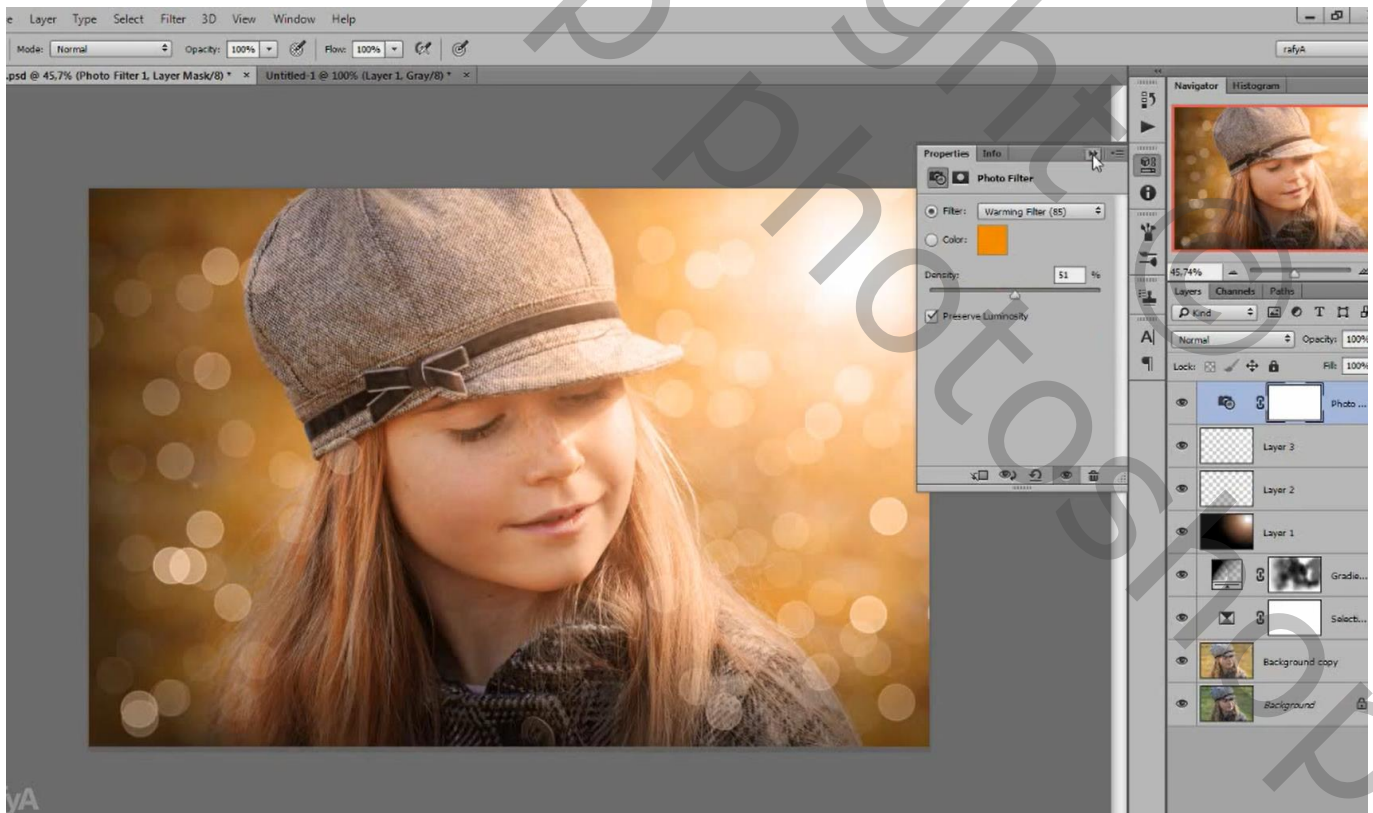 e Layer Type Select Filter 3D View Window Help
Mode: Normal Opacity: 100% Flow: 100%
rafyA
.psd @ 45,7% (Photo Filter 1, Layer Mask/8) * × Untitled-1 @ 100% (Layer 1, Gray/8) * ×
Navigator Histogram
Properties Info
Photo Filter
Filter: Warming Filter (85)
Color:
Density: 51 %
Preserve Luminosity
45.74%
Layers Channels Paths
Kind
Normal Opacity: 100%
Lock: Fill: 100%
Photo ...
Layer 3
Layer 2
Layer 1
Gradie...
Selecti...
Background copy
Background
yA